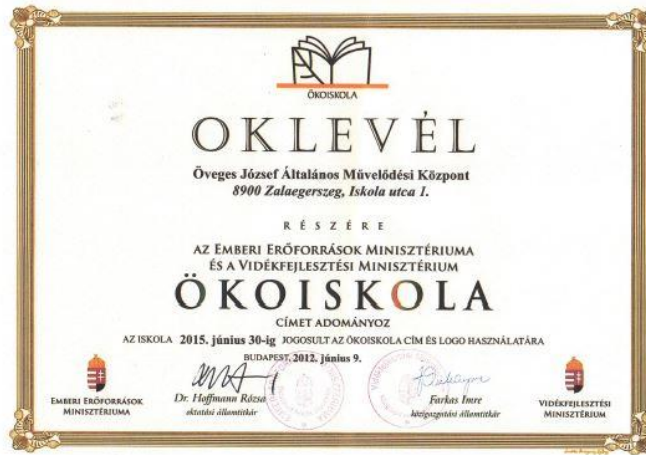 ÖKOISKOLA
OKLEVÉL
Öveges József Általános Művelődési Központ
8900 Zalaegerszeg, Iskola utca 1.
RÉSZÉRE
AZ EMBERI ERŐFORRÁSOK MINISZTÉRIUMA
ÉS A VIDÉKFEJLESZTÉSI MINISZTÉRIUM
ÖKOISKOLA
CÍMET ADOMÁNYOZ
AZ ISKOLA 2015. június 30-ig JOGOSULT AZ ÖKOISKOLA CÍM ÉS LOGO HASZNÁLATÁRA
BUDAPEST, 2012. június 9.
EMBERI ERŐFORRÁSOK
MINISZTÉRIUMA
Dr. Hoffmann Rózsa
oktatási államtitkár
Farkas Imre
közigazgatási államtitkár
VIDÉKFEJLESZTÉSI
MINISZTÉRIUM